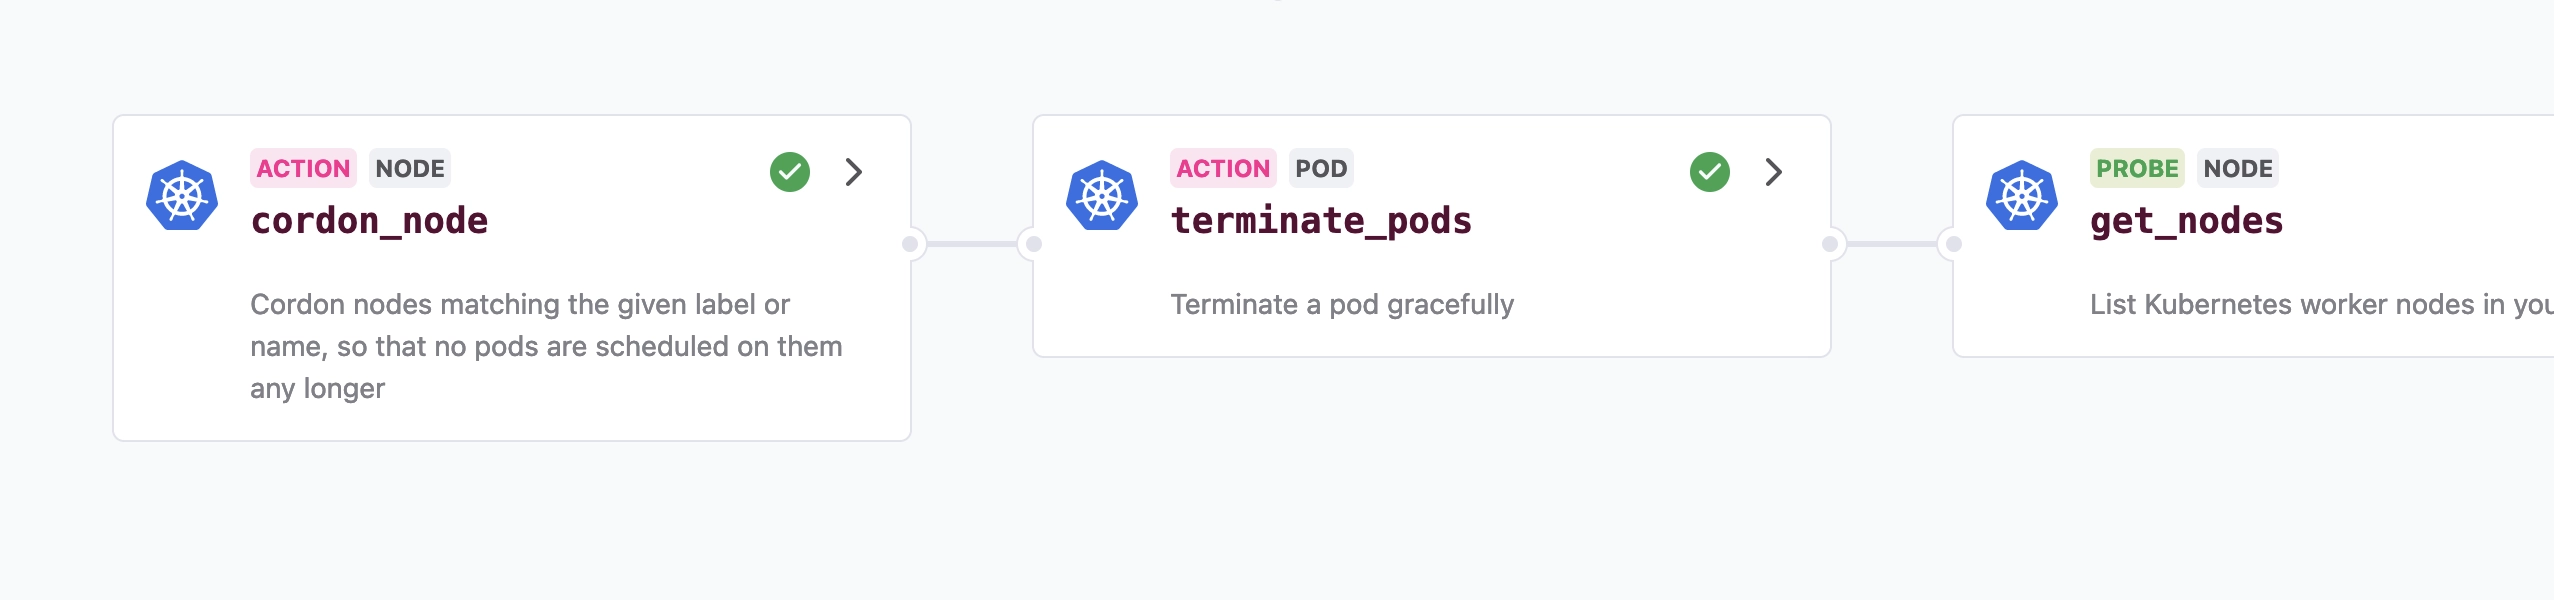 ACTION NODE
cordon_node
Cordon nodes matching the given label or
name, so that no pods are scheduled on them
any longer
ACTION POD
terminate_pods
Terminate a pod gracefully
PROBE NODE
get_nodes
List Kubernetes worker nodes in